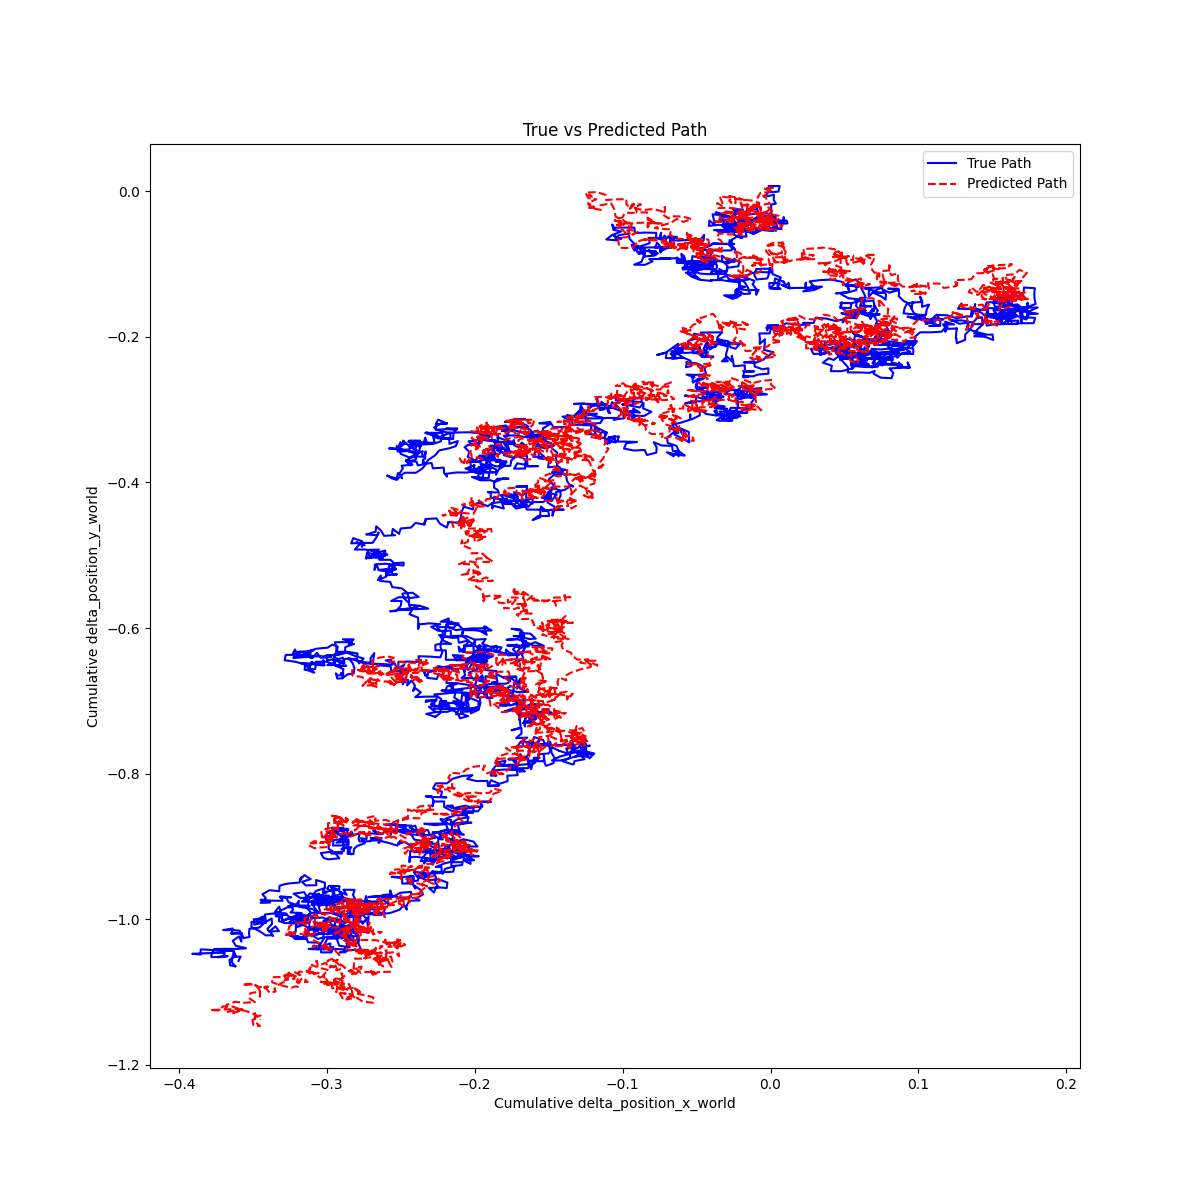 True vs Predicted Path
True Path
Predicted Path
0.0
−0.2
−0.4
−0.6
−0.8
−1.0
−1.2
Cumulative delta_position_y_world
−0.4
−0.3
−0.2
−0.1
0.0
0.1
0.2
Cumulative delta_position_x_world